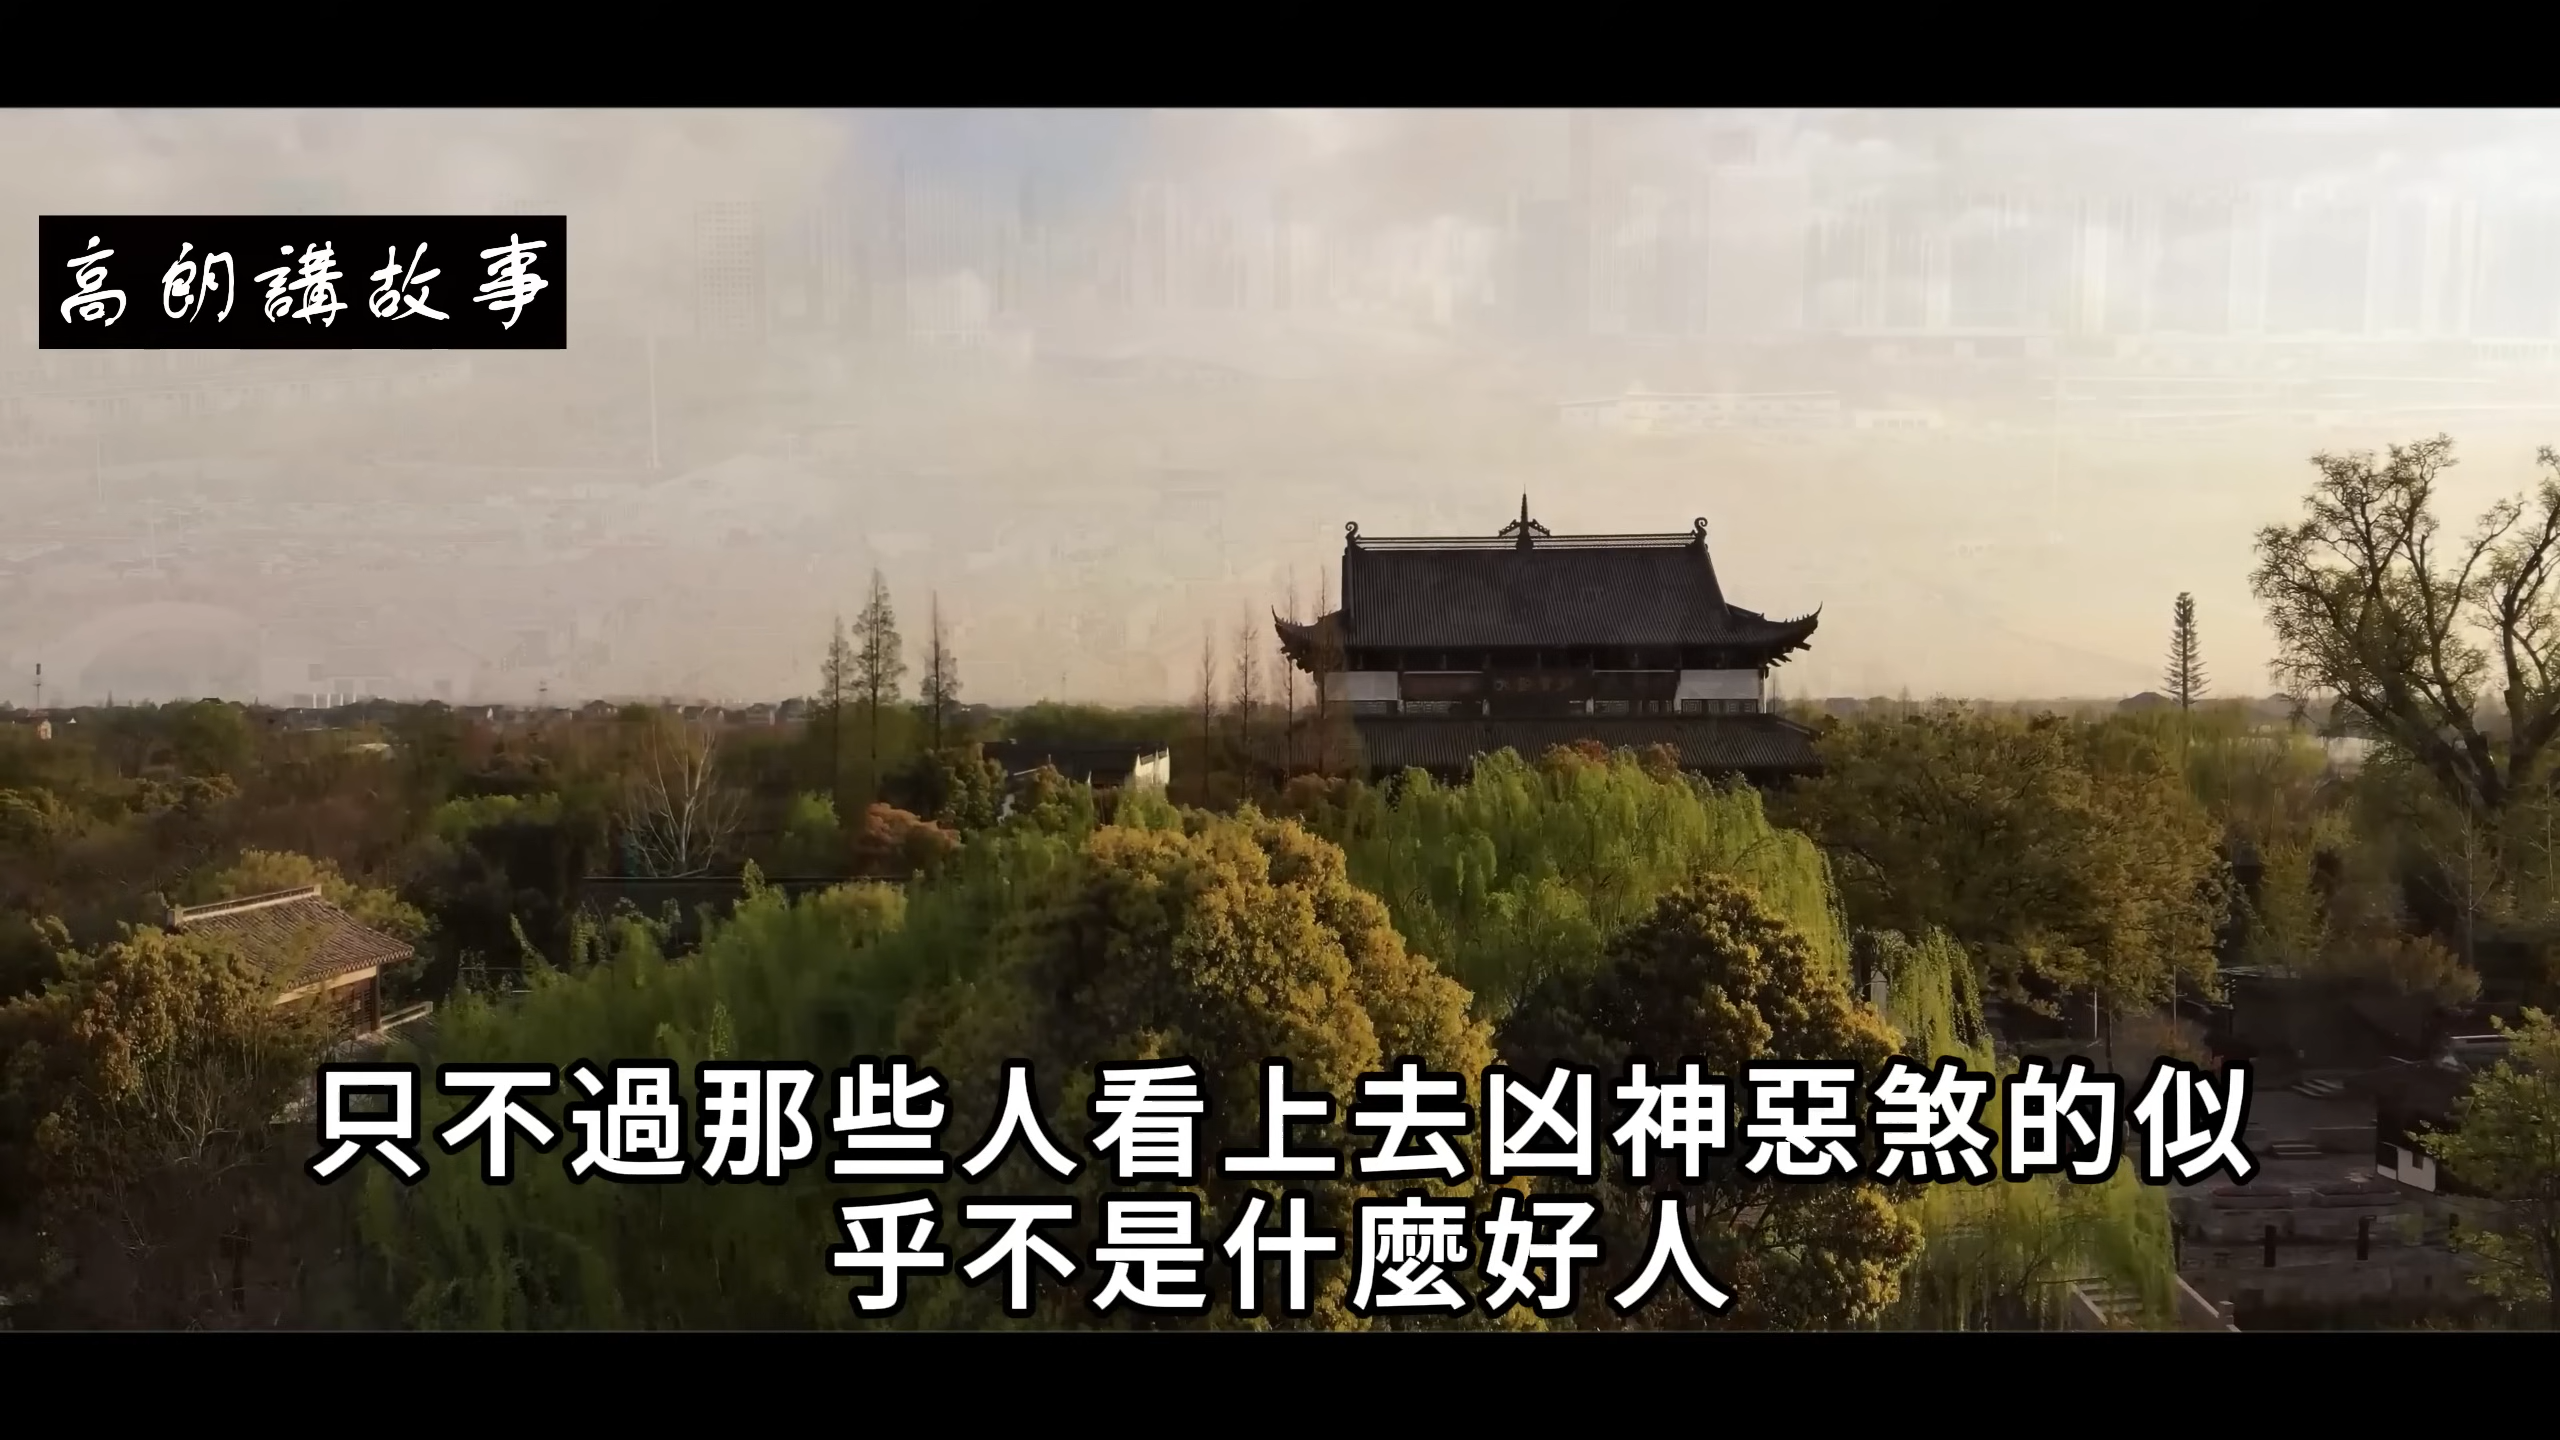 高朗講故事
只不過那些人看上去凶神惡煞的似
乎不是什麼好人